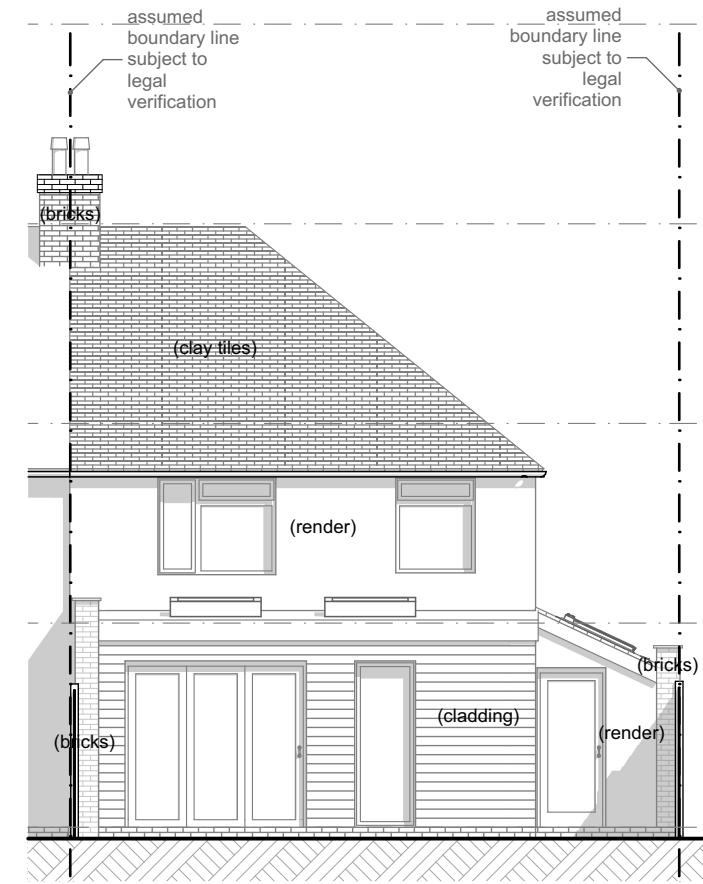 assumed
boundary line
subject to
legal
verification
assumed
boundary line
subject to
legal
verification
(bricks)
(clay tiles)
(render)
(bricks)
(cladding)
(render)
(bricks)